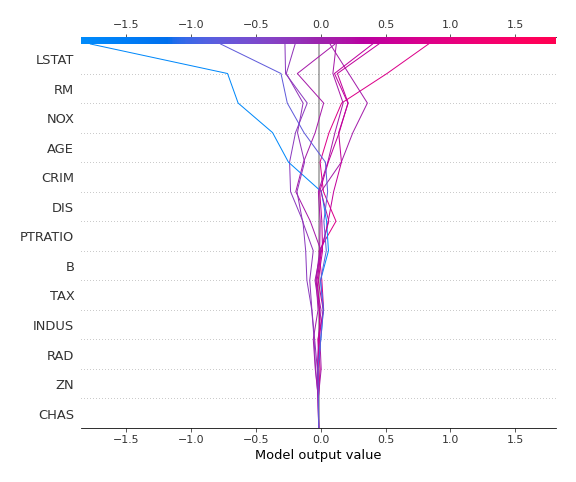 −1.5 −1.0 −0.5 0.0 0.5 1.0 1.5
LSTAT
RM
NOX
AGE
CRIM
DIS
PTRATIO
B
TAX
INDUS
RAD
ZN
CHAS
−1.5 −1.0 −0.5 0.0 0.5 1.0 1.5
Model output value